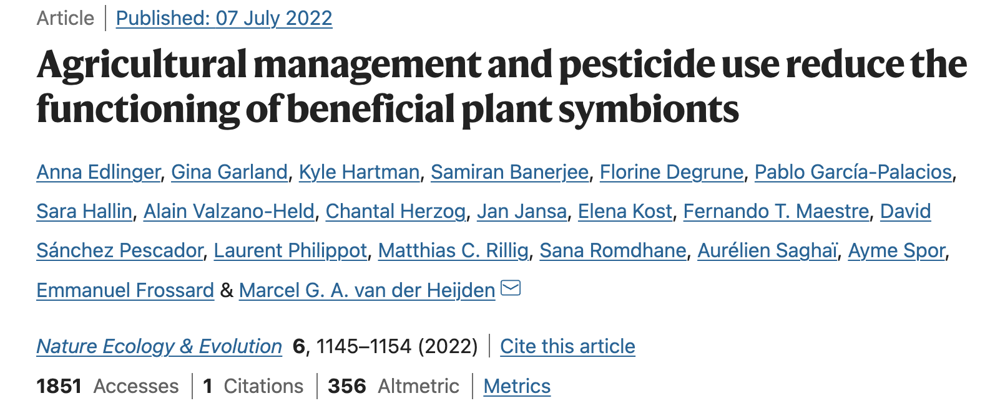 Article | Published: 07 July 2022
Agricultural management and pesticide use reduce the
functioning of beneficial plant symbionts
Anna Edlinger, Gina Garland, Kyle Hartman, Samiran Banerjee, Florine Degrune, Pablo García-Palacios,
Sara Hallin, Alain Valzano-Held, Chantal Herzog, Jan Jansa, Elena Kost, Fernando T. Maestre, David
Sánchez Pescador, Laurent Philippot, Matthias C. Rillig, Sana Romdhane, Aurélien Saghaï, Ayme Spor,
Emmanuel Frossard & Marcel G. A. van der Heijden
Nature Ecology & Evolution 6, 1145–1154 (2022) | Cite this article
1851 Accesses | 1 Citations | 356 Altmetric | Metrics